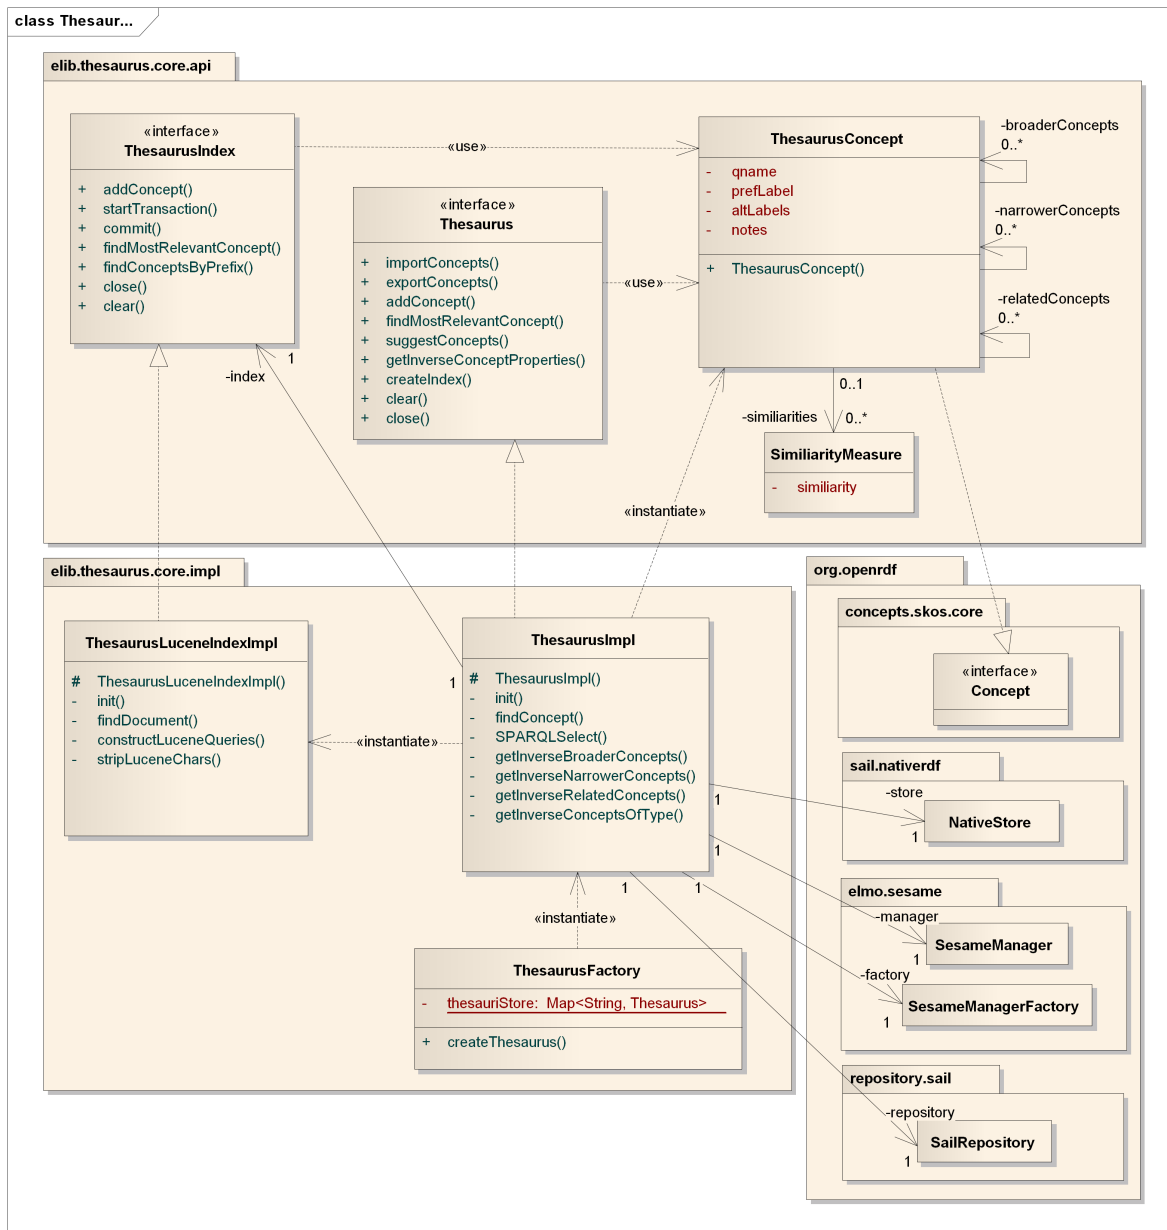 class Thesaur...
elib.thesaurus.core.api
«interface»
ThesaurusIndex
+ addConcept()
+ startTransaction()
+ commit()
+ findMostRelevantConcept()
+ findConceptsByPrefix()
+ close()
+ clear()
«use»
«interface»
Thesaurus
+ importConcepts()
+ exportConcepts()
+ addConcept()
+ findMostRelevantConcept()
+ suggestConcepts()
+ getInverseConceptProperties()
+ createIndex()
+ clear()
+ close()
«use»
ThesaurusConcept
- qname
- prefLabel
- altLabels
- notes
+ ThesaurusConcept()
-broaderConcepts
0..*
-narrowerConcepts
0..*
-relatedConcepts
0..*
1
-index
0..1
-similiarities
0..*
SimiliarityMeasure
- similiarity
«instantiate»
elib.thesaurus.core.impl
ThesaurusLuceneIndexImpl
# ThesaurusLuceneIndexImpl()
- init()
- findDocument()
- constructLuceneQueries()
- stripLuceneChars()
«instantiate»
1
ThesaurusImpl
# ThesaurusImpl()
- init()
- findConcept()
- SPARQLSelect()
- getInverseBroaderConcepts()
- getInverseNarrowerConcepts()
- getInverseRelatedConcepts()
- getInverseConceptsOfType()
1
1
1
1
«instantiate»
ThesaurusFactory
- thesauriStore: Map<String, Thesaurus>
+ createThesaurus()
org.openrdf
concepts.skos.core
«interface»
Concept
sail.nativerdf
-store
1
NativeStore
elmo.sesame
-manager
1
SesameManager
-factory
1
SesameManagerFactory
repository.sail
-repository
1
SailRepository